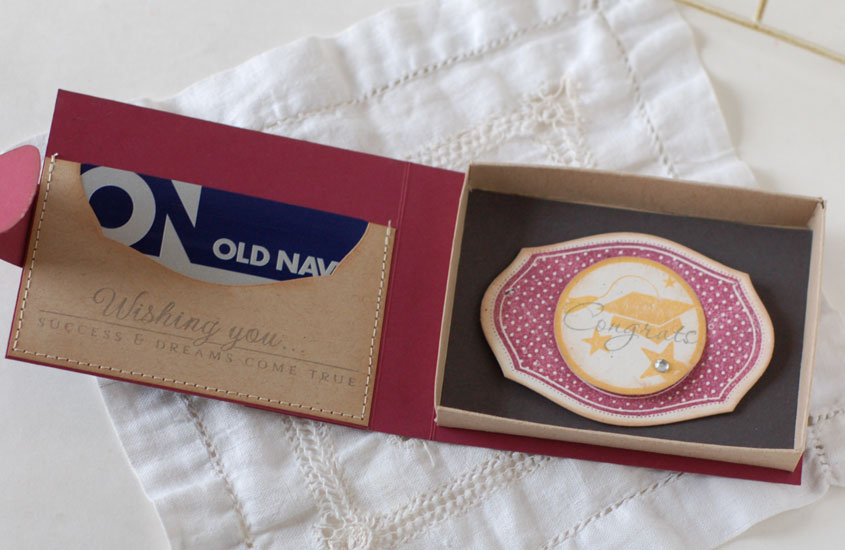 ON
OLD NAV
Wishing you...
SUCCESS & DREAMS COME TRUE
Congrats